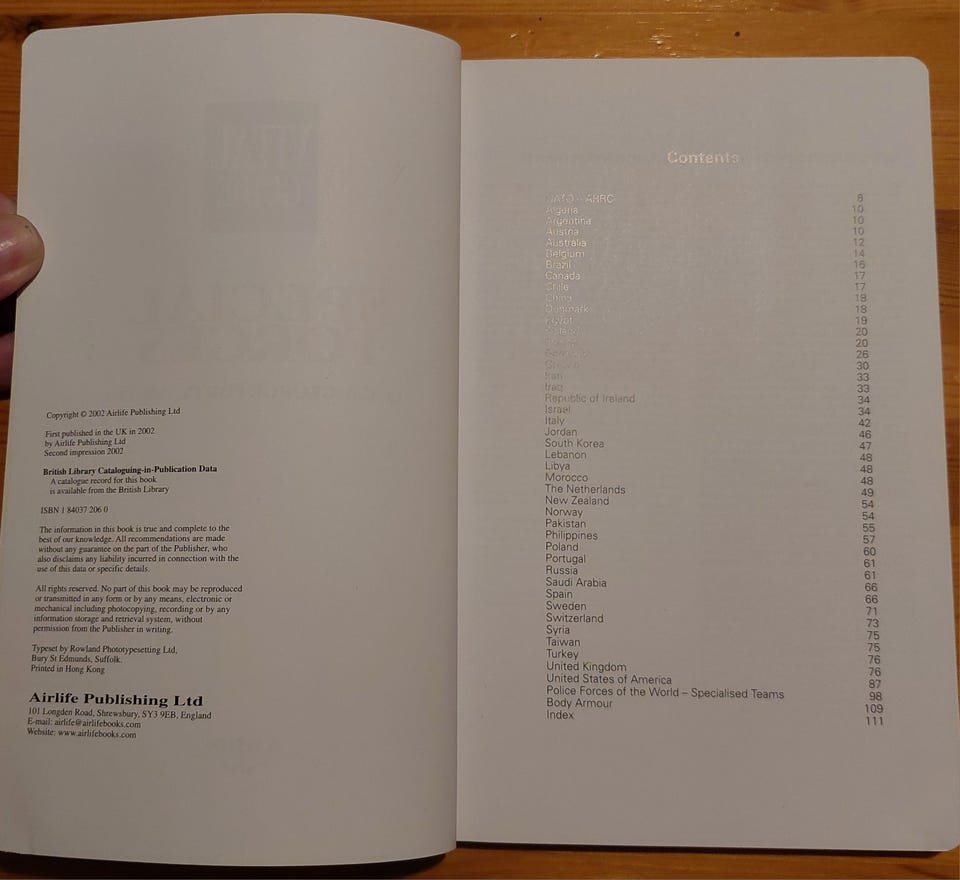 Copyright © 2002 Airlife Publishing Ltd
First published in the UK in 2002
by Airlife Publishing Ltd
Second impression 2002
British Library Cataloguing-in-Publication Data
A catalogue record for this book
is available from the British Library
ISBN 1 84037 206 0
The information in this book is true and complete to the
best of our knowledge. All recommendations are made
without any guarantee on the part of the Publisher, who
also disclaims any liability incurred in connection with the
use of this data or specific details.
All rights reserved. No part of this book may be reproduced
or transmitted in any form or by any means, electronic or
mechanical including photocopying, recording or by any
information storage and retrieval system, without
permission from the Publisher in writing.
Typeset by Rowland Phototypesetting Ltd,
Bury St Edmunds, Suffolk.
Printed in Hong Kong
Airlife Publishing Ltd
101 Longden Road, Shrewsbury, SY3 9EB, England
E-mail: airlife@airlifebooks.com
Website: www.airlifebooks.com
Contents
NATO – ARRC
Algeria 10
Argentina 10
Austria 10
Australia 12
Belgium 14
Brazil 16
Canada 17
Chile 17
China 18
Denmark 18
Egypt 19
Finland 20
20
Germany 26
Greece 30
Iran 33
Iraq 33
Republic of Ireland 34
Israel 34
Italy 42
Jordan 46
South Korea 47
Lebanon 48
Libya 48
Morocco 48
The Netherlands 49
New Zealand 54
Norway 54
Pakistan 55
Philippines 57
Poland 60
Portugal 61
Russia 61
Saudi Arabia 66
Spain 66
Sweden 71
Switzerland 73
Syria 75
Taiwan 75
Turkey 76
United Kingdom 76
United States of America 87
Police Forces of the World – Specialised Teams 98
Body Armour 109
Index 111